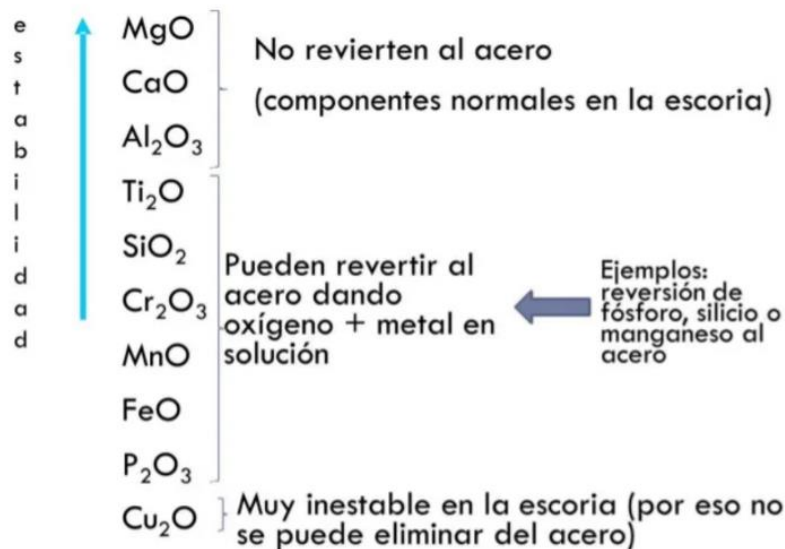 estabilidad
MgO
CaO
Al₂O₃
No revierten al acero
(componentes normales en la escoria)
Ti₂O
SiO₂
Cr₂O₃
MnO
FeO
P₂O₃
Pueden revertir al
acero dando
oxígeno + metal en
solución
Ejemplos:
reversión de
fósforo, silicio o
manganeso al
acero
Cu₂O
Muy inestable en la escoria (por eso no
se puede eliminar del acero)